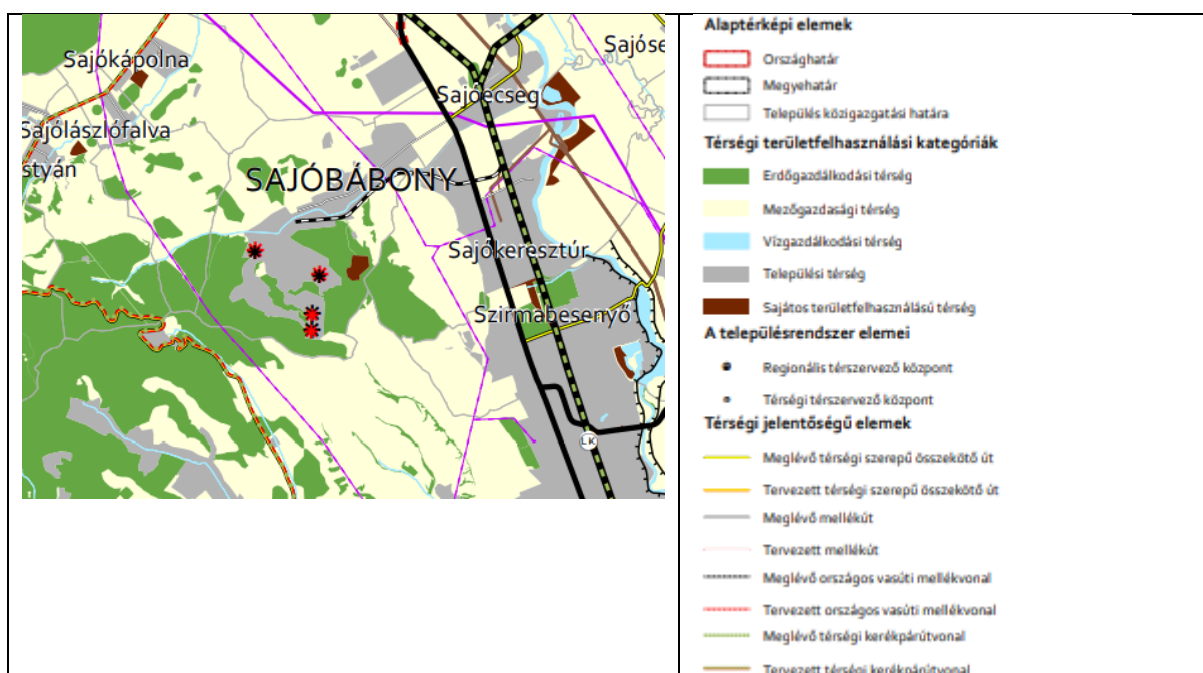 Sajókápolna
Sajóse
Sajóecseg
Sajólászlófalva
styán
SAJÓBÁBONY
Sajókeresztúr
Szirmabesenyő
LK
Alaptérképi elemek
Országhatár
Megyehatár
Település közigazgatási határa
Térségi területfelhasználási kategóriák
Erdőgazdálkodási térség
Mezőgazdasági térség
Vízgazdálkodási térség
Települési térség
Sajátos területfelhasználású térség
A településrendszer elemei
Regionális térszervező központ
Térségi térszervező központ
Térségi jelentőségű elemek
Meglévő térségi szerepű összekötő út
Tervezett térségi szerepű összekötő út
Meglévő mellékút
Tervezett mellékút
Meglévő országos vasúti mellékvonal
Tervezett országos vasúti mellékvonal
Meglévő térségi kerékpárútvonal
Tervezett térségi kerékpárútvonal